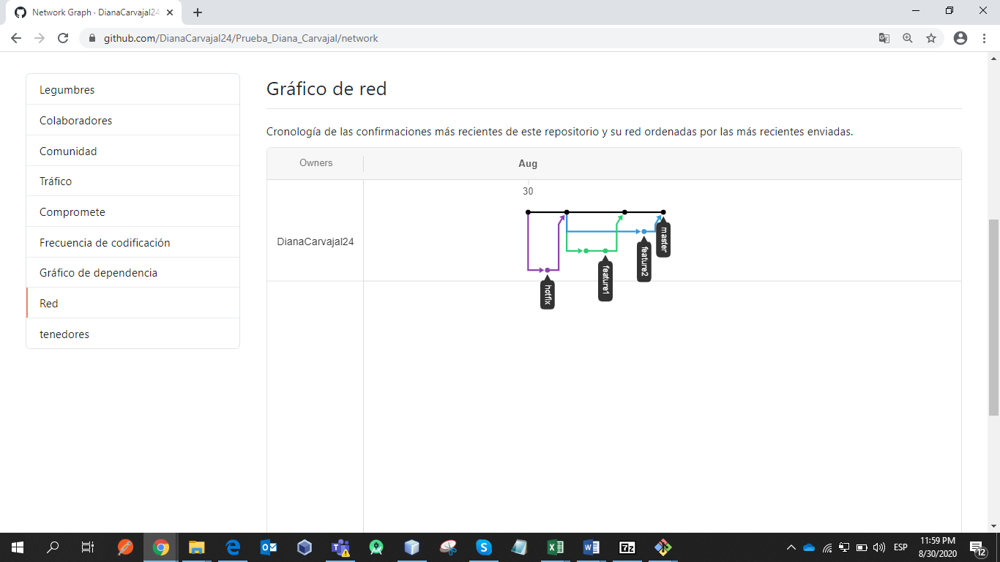 Network Graph · DianaCarvajal24
github.com/DianaCarvajal24/Prueba_Diana_Carvajal/network
Legumbres
Colaboradores
Comunidad
Tráfico
Compromete
Frecuencia de codificación
Gráfico de dependencia
Red
tenedores
Gráfico de red
Cronología de las confirmaciones más recientes de este repositorio y su red ordenadas por las más recientes enviadas.
Owners
Aug
30
DianaCarvajal24
master
feature2
feature1
hotfix
7z
ESP
11:59 PM
8/30/2020
12